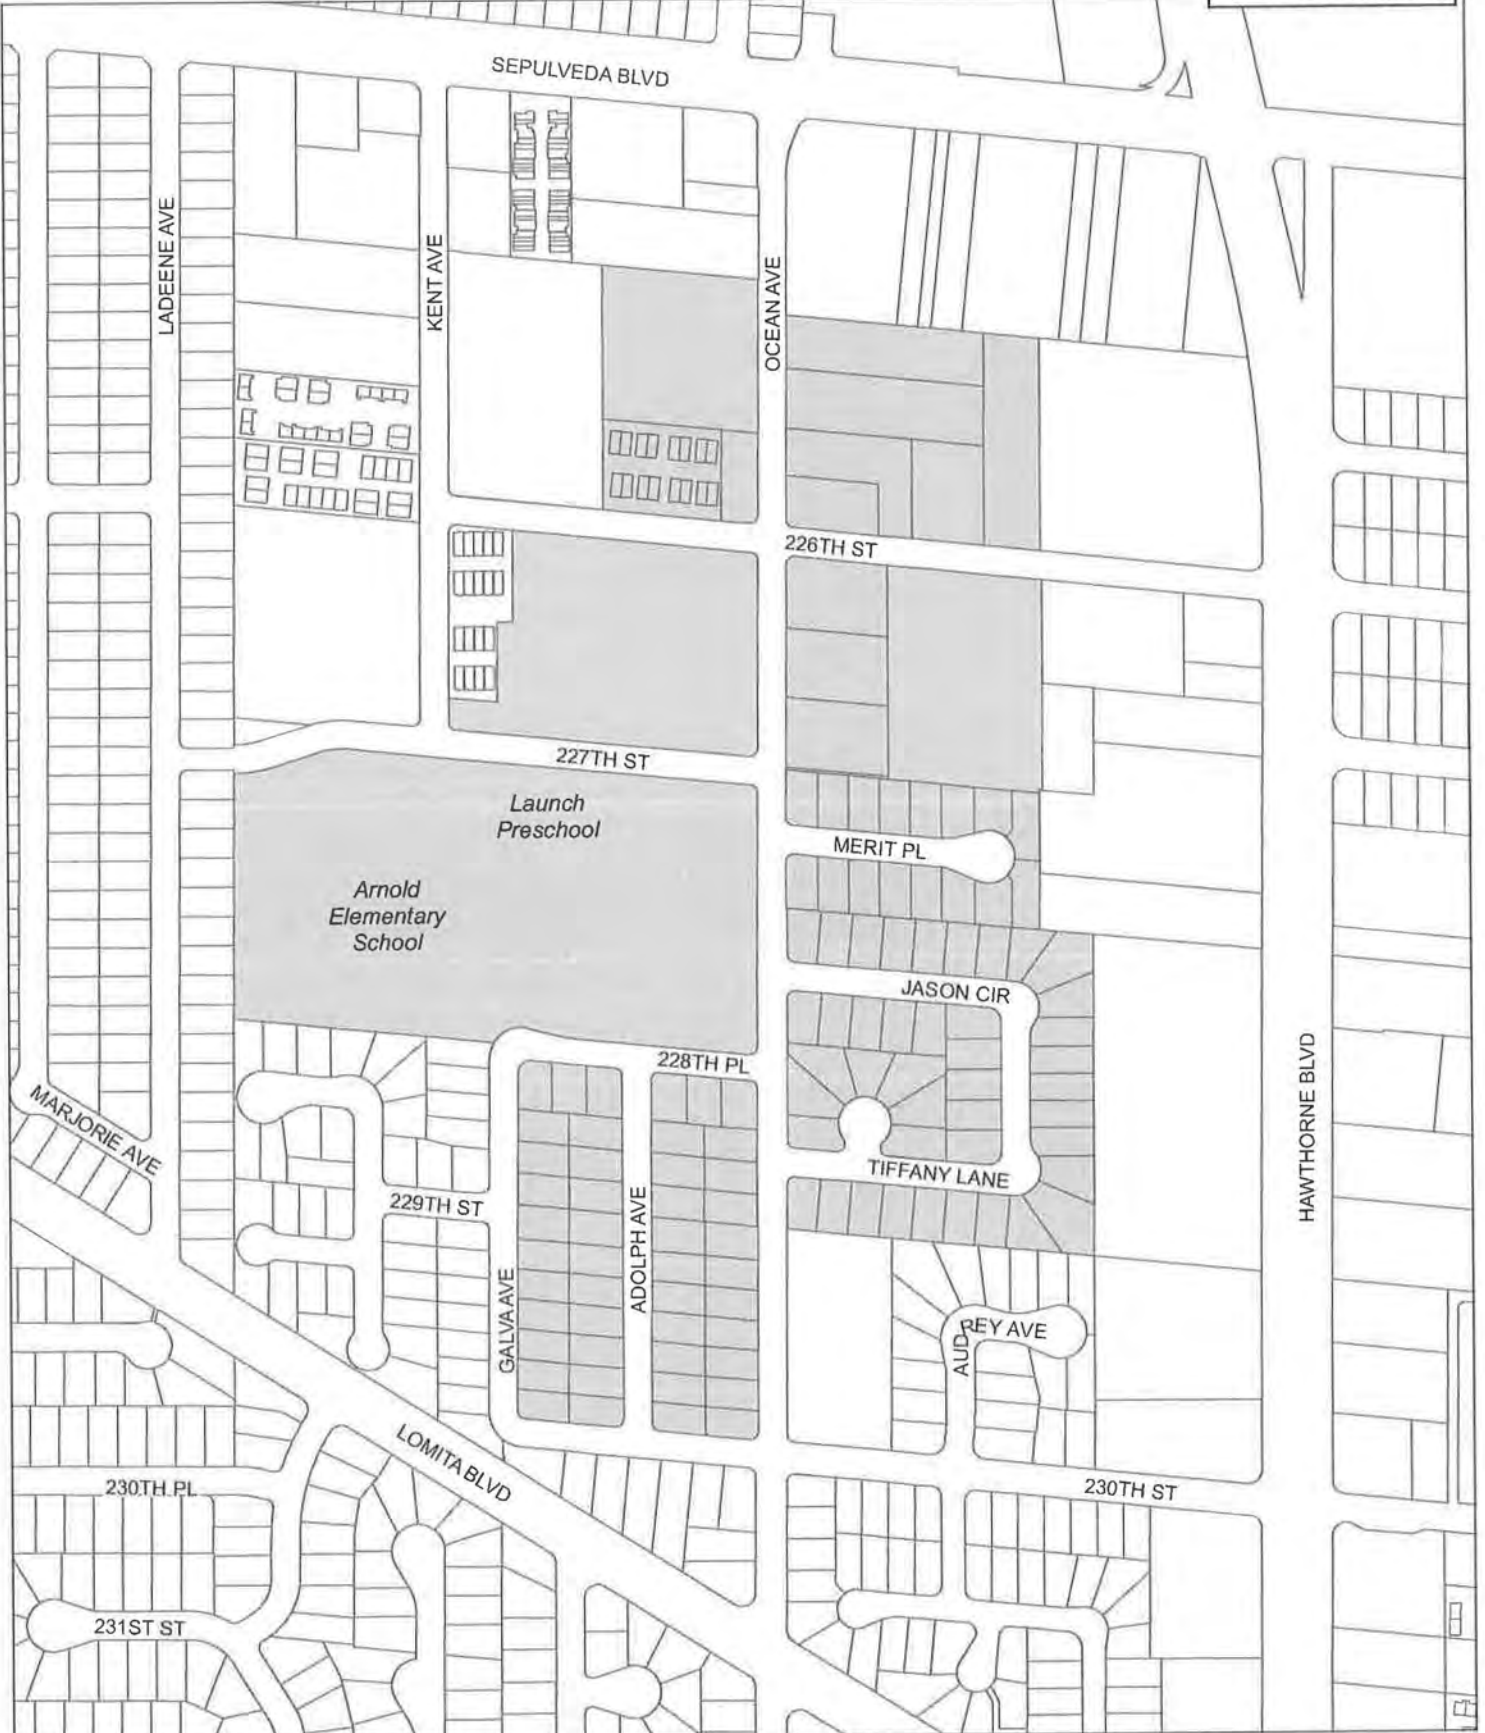 SEPULVEDA BLVD
LADEENE AVE
KENT AVE
OCEAN AVE
226TH ST
227TH ST
Launch
Preschool
MERIT PL
Arnold
Elementary
School
JASON CIR
228TH PL
HAWTHORNE BLVD
MARJORIE AVE
TIFFANY LANE
229TH ST
ADOLPH AVE
GALVA AVE
AUDREY AVE
LOMITA BLVD
230TH PL
230TH ST
231ST ST